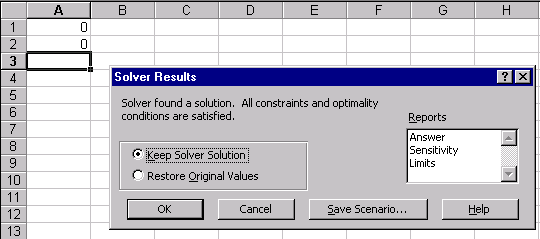 A B C D E F G H
1 0
2 0
3
4
5
6
7
8
9
10
11
12
13
Solver Results
Solver found a solution. All constraints and optimality
conditions are satisfied.
Keep Solver Solution
Restore Original Values
Reports
Answer
Sensitivity
Limits
OK Cancel Save Scenario... Help